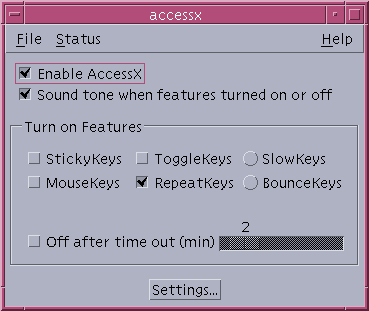 accessx
File Status Help
Enable AccessX
Sound tone when features turned on or off
Turn on Features
StickyKeys ToggleKeys SlowKeys
MouseKeys RepeatKeys BounceKeys
2
Off after time out (min)
Settings...